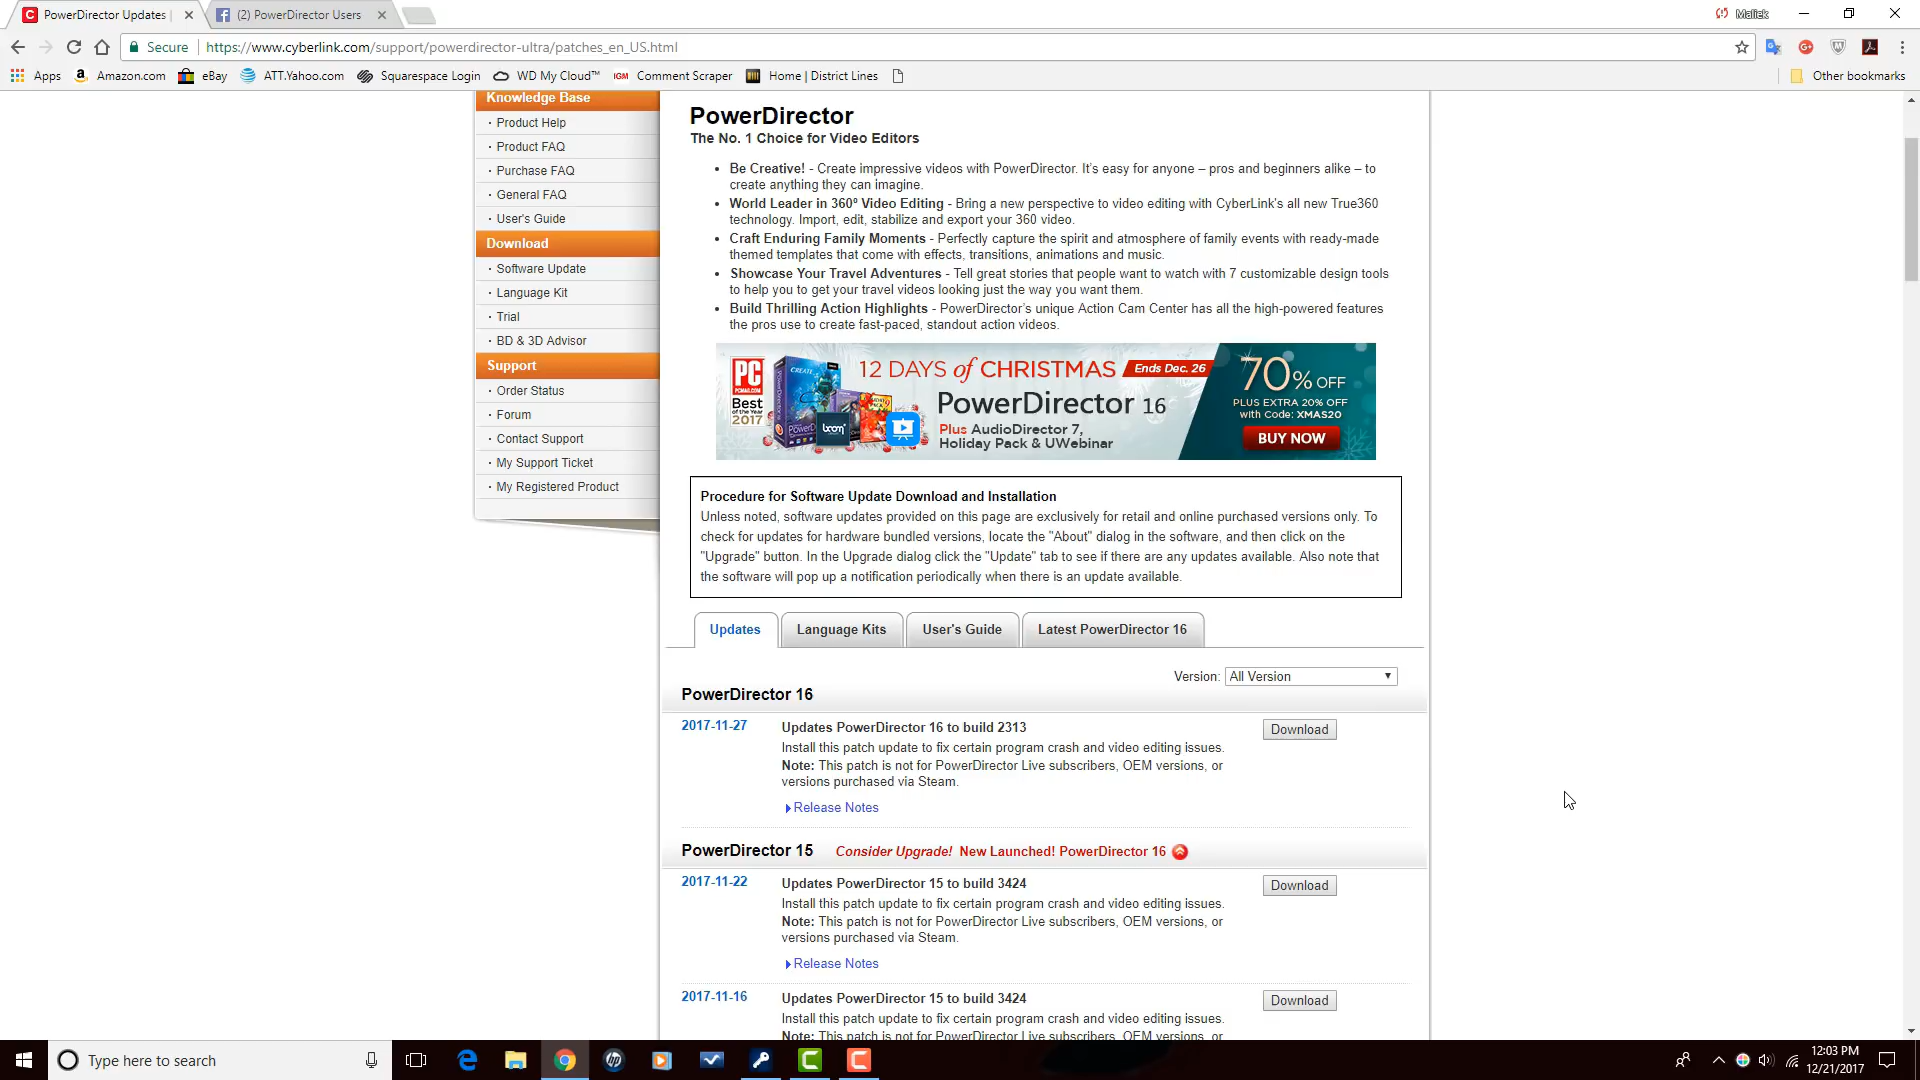 PowerDirector Updates |
(2) PowerDirector Users
Maliek
Secure
https://www.cyberlink.com/support/powerdirector-ultra/patches_en_US.html
Apps
Amazon.com
eBay
ATT.Yahoo.com
Squarespace Login
WD My Cloud™
IGM
Comment Scraper
Home | District Lines
Other bookmarks
Knowledge Base
· Product Help
· Product FAQ
· Purchase FAQ
· General FAQ
· User's Guide
Download
· Software Update
· Language Kit
· Trial
· BD & 3D Advisor
Support
· Order Status
· Forum
· Contact Support
· My Support Ticket
· My Registered Product
PowerDirector
The No. 1 Choice for Video Editors
• Be Creative! - Create impressive videos with PowerDirector. It's easy for anyone – pros and beginners alike – to
create anything they can imagine.
• World Leader in 360º Video Editing - Bring a new perspective to video editing with CyberLink's all new True360
technology. Import, edit, stabilize and export your 360 video.
• Craft Enduring Family Moments - Perfectly capture the spirit and atmosphere of family events with ready-made
themed templates that come with effects, transitions, animations and music.
• Showcase Your Travel Adventures - Tell great stories that people want to watch with 7 customizable design tools
to help you to get your travel videos looking just the way you want them.
• Build Thrilling Action Highlights - PowerDirector's unique Action Cam Center has all the high-powered features
the pros use to create fast-paced, standout action videos.
PC
Best
of the Year
2017
CREATE
12 DAYS of CHRISTMAS
Ends Dec. 26
PowerDirector 16
Plus AudioDirector 7,
Holiday Pack & UWebinar
70% OFF
PLUS EXTRA 20% OFF
with Code: XMAS20
BUY NOW
Procedure for Software Update Download and Installation
Unless noted, software updates provided on this page are exclusively for retail and online purchased versions only. To
check for updates for hardware bundled versions, locate the "About" dialog in the software, and then click on the
"Upgrade" button. In the Upgrade dialog click the "Update" tab to see if there are any updates available. Also note that
the software will pop up a notification periodically when there is an update available.
Updates
Language Kits
User's Guide
Latest PowerDirector 16
Version: All Version
PowerDirector 16
2017-11-27
Updates PowerDirector 16 to build 2313
Download
Install this patch update to fix certain program crash and video editing issues.
Note: This patch is not for PowerDirector Live subscribers, OEM versions, or
versions purchased via Steam.
Release Notes
PowerDirector 15
Consider Upgrade! New Launched! PowerDirector 16
2017-11-22
Updates PowerDirector 15 to build 3424
Download
Install this patch update to fix certain program crash and video editing issues.
Note: This patch is not for PowerDirector Live subscribers, OEM versions, or
versions purchased via Steam.
Release Notes
2017-11-16
Updates PowerDirector 15 to build 3424
Download
Install this patch update to fix certain program crash and video editing issues.
Note: This patch is not for PowerDirector Live subscribers, OEM versions, or
Type here to search
12:03 PM
12/21/2017